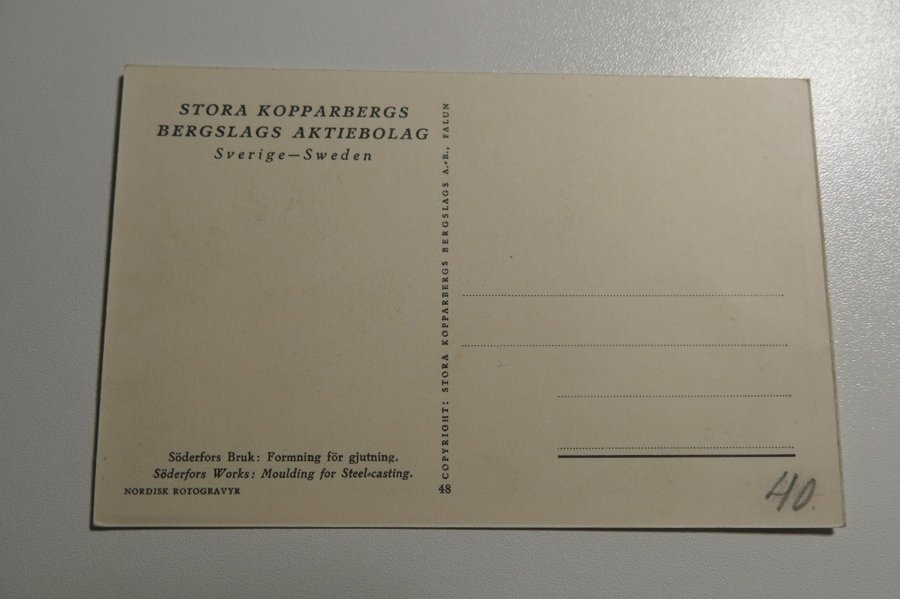 STORA KOPPARBERGS
BERGSLAGS AKTIEBOLAG
Sverige—Sweden
Söderfors Bruk: Formning för gjutning.
Söderfors Works: Moulding for Steel-casting.
NORDISK ROTOGRAVYR
48
COPYRIGHT: STORA KOPPARBERGS BERGSLAGS A.-B., FALUN
40.